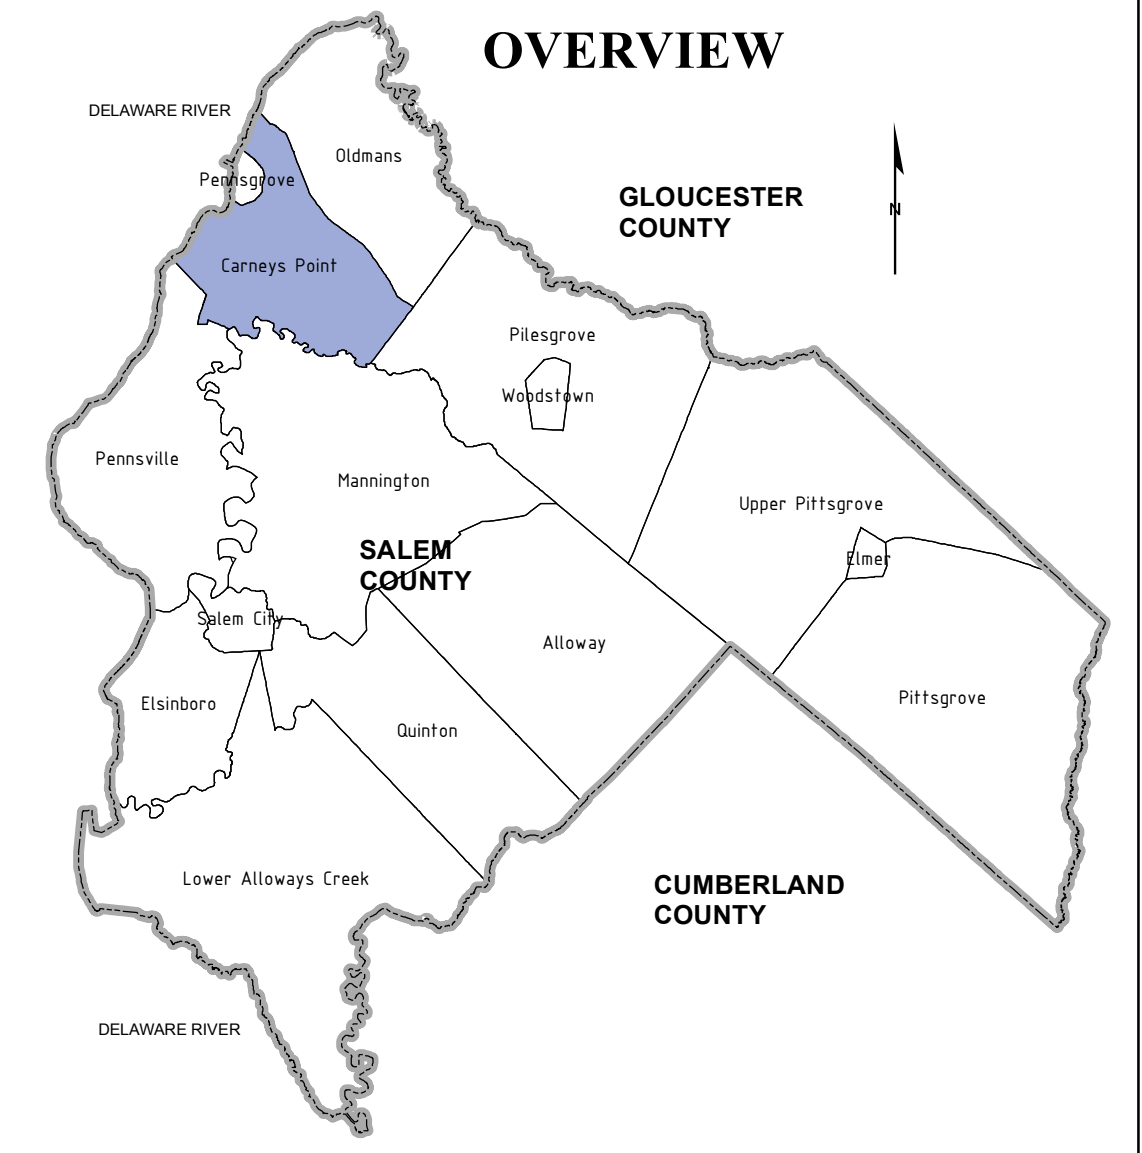 OVERVIEW
DELAWARE RIVER
Oldmans
Pennsgrove
GLOUCESTER
COUNTY
N
Carneys Point
Pilesgrove
Woodstown
Pennsville
Mannington
Upper Pittsgrove
SALEM
COUNTY
Elmer
Salem City
Alloway
Elsinboro
Pittsgrove
Quinton
Lower Alloways Creek
CUMBERLAND
COUNTY
DELAWARE RIVER